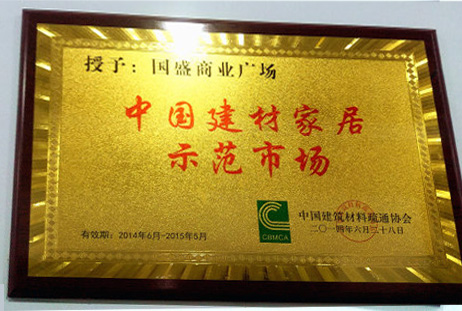 授予：国盛商业广场
中国建材家居
示范市场
CBMCA
中国建筑材料疏通协会
有效期：2014年6月-2015年5月
二〇一四年六月二十八日